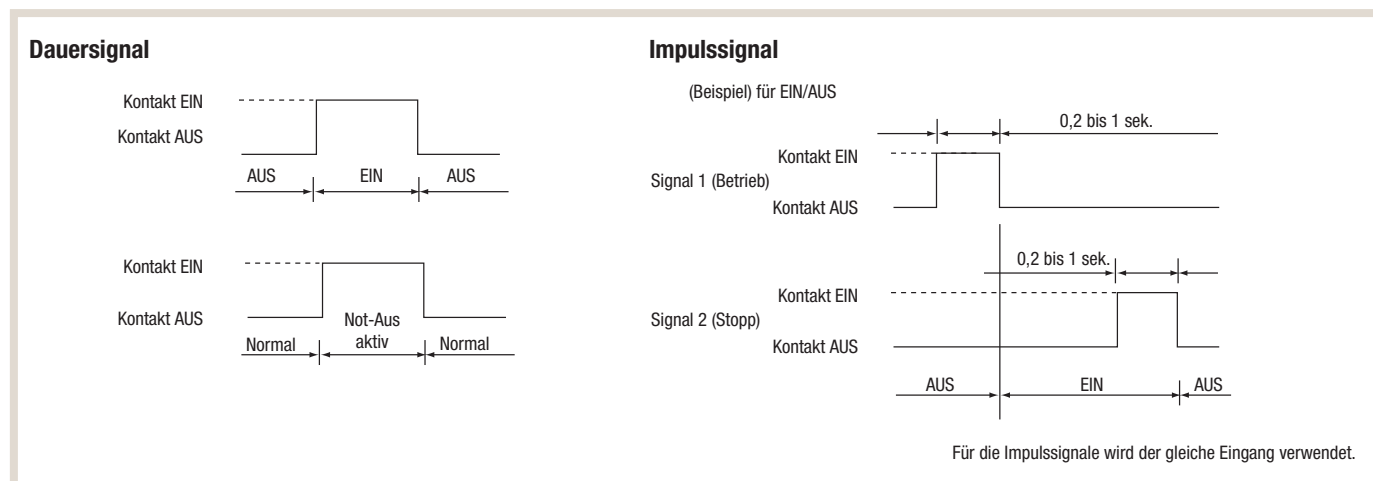 Dauersignal
Kontakt EIN
Kontakt AUS
AUS
EIN
AUS
Kontakt EIN
Kontakt AUS
Not-Aus
aktiv
Normal
Normal
Impulssignal
(Beispiel) für EIN/AUS
0,2 bis 1 sek.
Kontakt EIN
Signal 1 (Betrieb)
Kontakt AUS
0,2 bis 1 sek.
Kontakt EIN
Signal 2 (Stopp)
Kontakt AUS
AUS
EIN
AUS
Für die Impulssignale wird der gleiche Eingang verwendet.